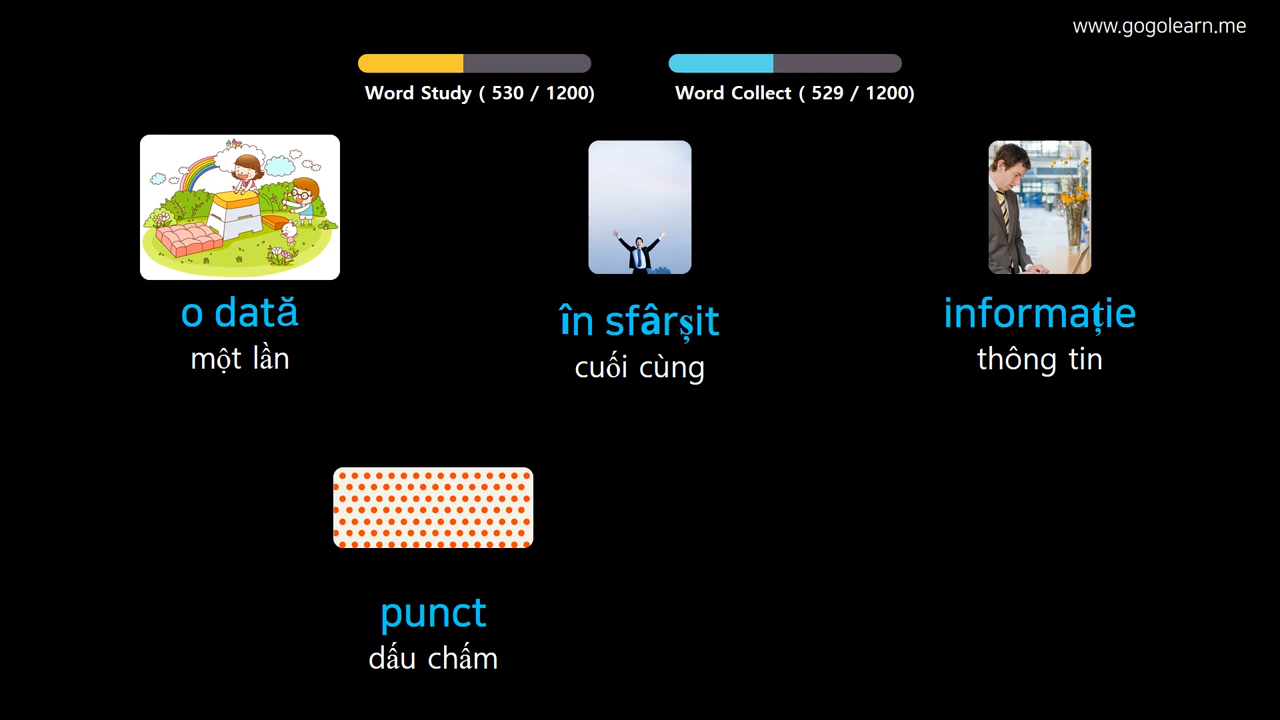 www.gogolearn.me
Word Study ( 530 / 1200)
Word Collect ( 529 / 1200)
o dată
một lần
în sfârșit
cuối cùng
informație
thông tin
punct
dấu chấm